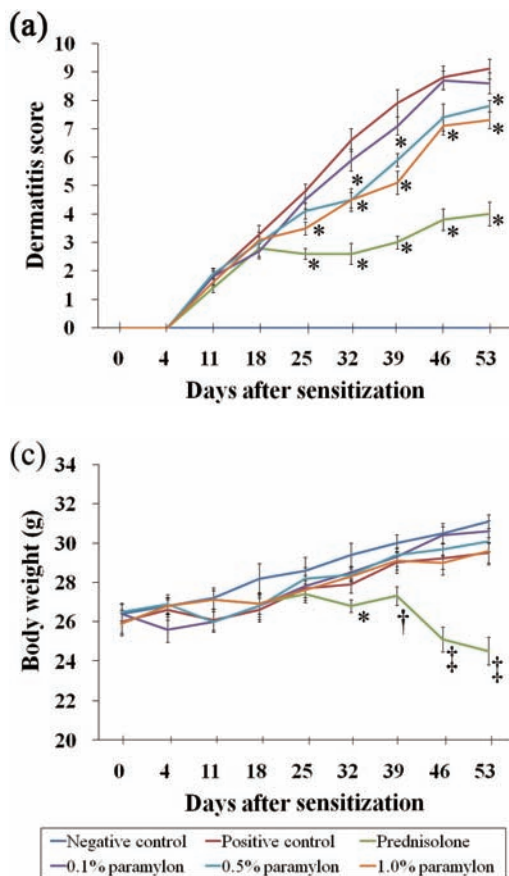 (a)
10
9
8
7
6
5
4
3
2
1
0
Dermatitis score
* * * * * * * * * * * * * *
0 4 11 18 25 32 39 46 53
Days after sensitization
(c)
34
32
30
28
26
24
22
20
Body weight (g)
* † ‡ ‡
0 4 11 18 25 32 39 46 53
Days after sensitization
Negative control Positive control Prednisolone
0.1% paramylon 0.5% paramylon 1.0% paramylon